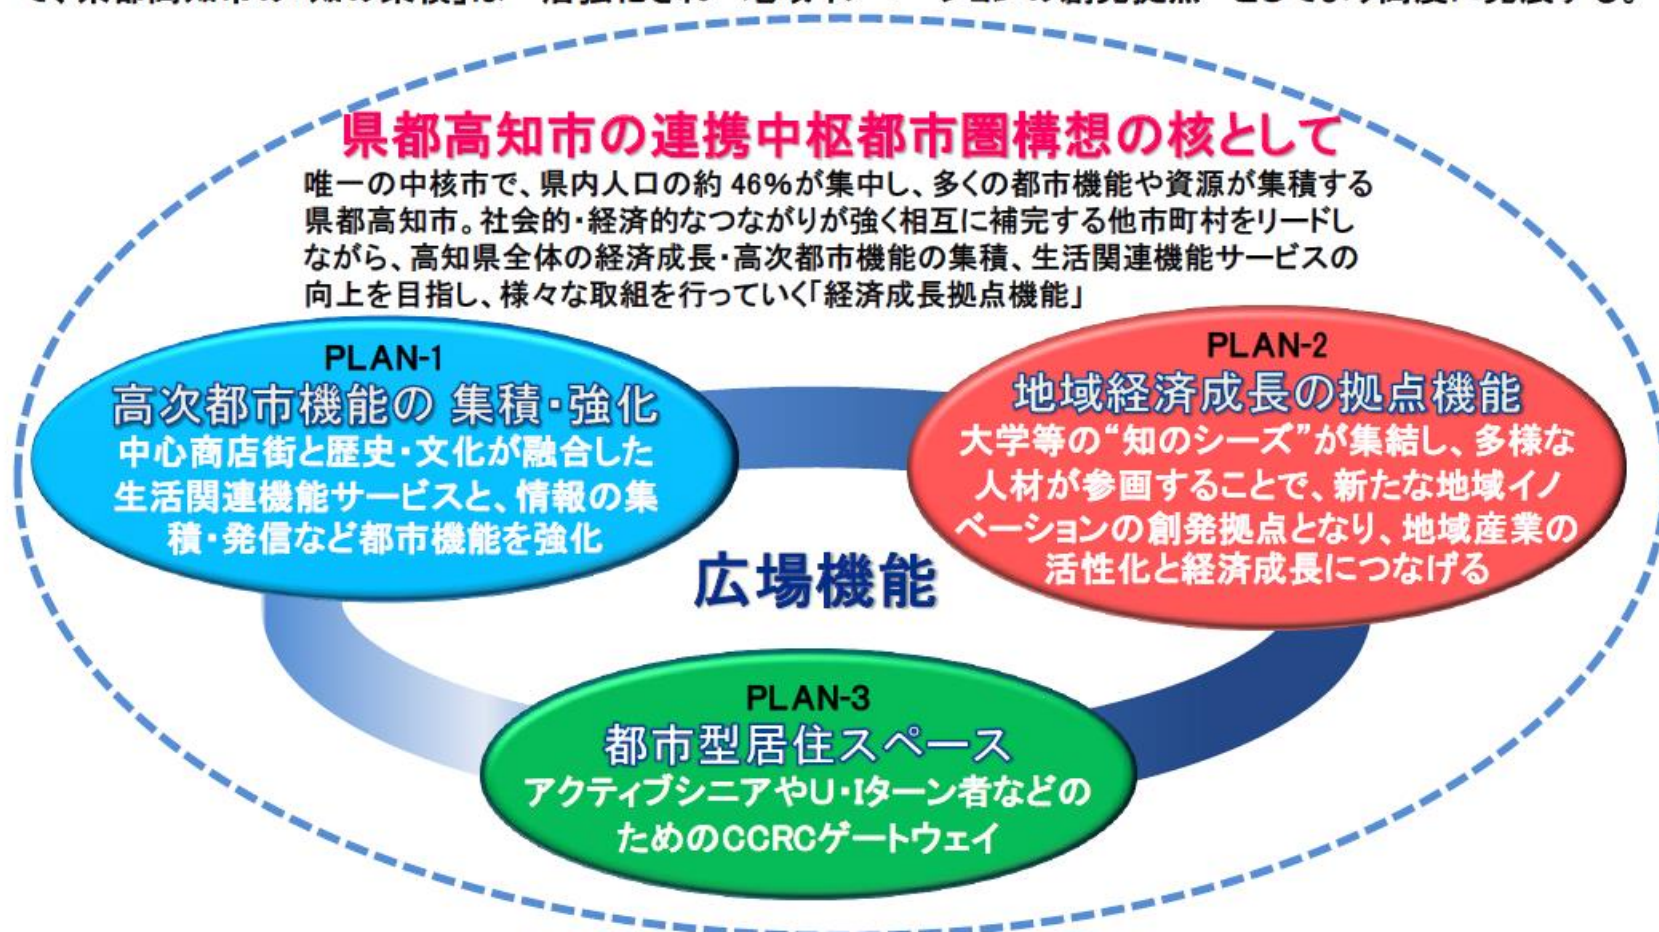 県都高知市の連携中枢都市圏構想の核として
唯一の中核市で、県内人口の約 46%が集中し、多くの都市機能や資源が集積する
県都高知市。社会的・経済的なつながりが強く相互に補完する他市町村をリードし
ながら、高知県全体の経済成長・高次都市機能の集積、生活関連機能サービスの
向上を目指し、様々な取組を行っていく「経済成長拠点機能」
PLAN-1
高次都市機能の 集積・強化
中心商店街と歴史・文化が融合した
生活関連機能サービスと、情報の集
積・発信など都市機能を強化
PLAN-2
地域経済成長の拠点機能
大学等の“知のシーズ”が集結し、多様な
人材が参画することで、新たな地域イノ
ベーションの創発拠点となり、地域産業の
活性化と経済成長につなげる
広場機能
PLAN-3
都市型居住スペース
アクティブシニアやU・Iターン者などの
ためのCCRCゲートウェイ